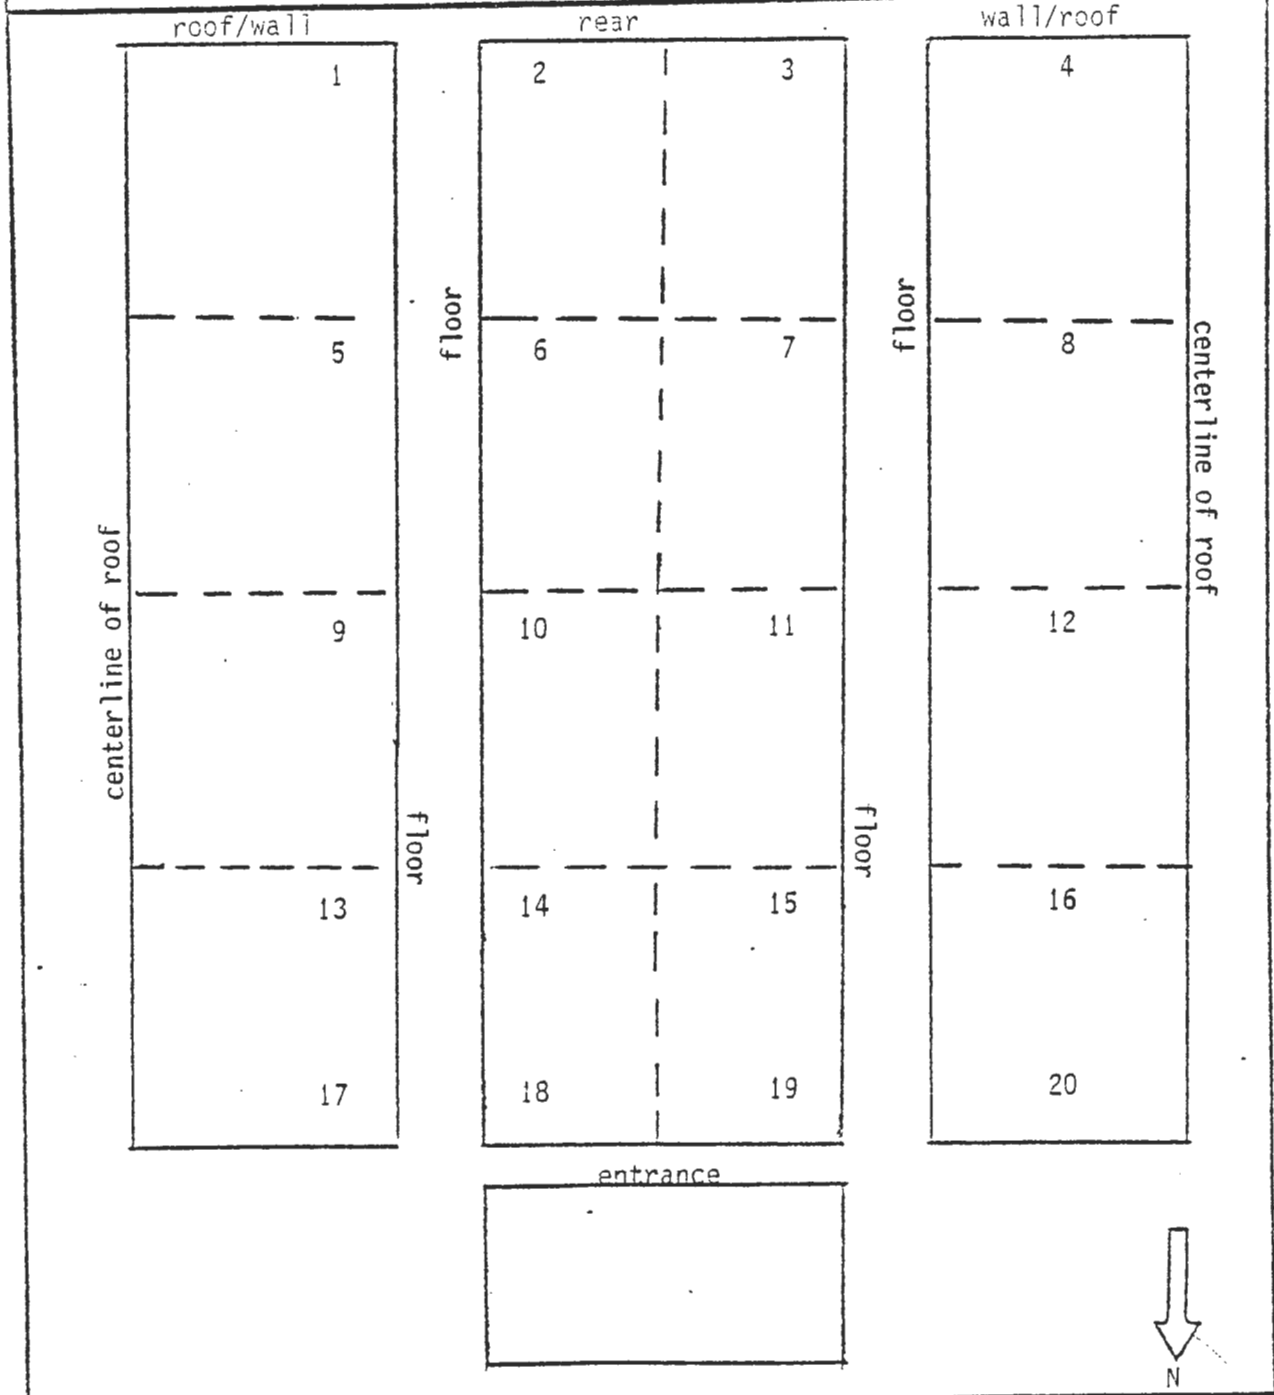 roof/wall rear wall/roof
1 2 3 4
floor floor
5 6 7 8
centerline of roof
centerline of roof
9 10 11 12
floor floor
13 14 15 16
17 18 19 20
entrance
N